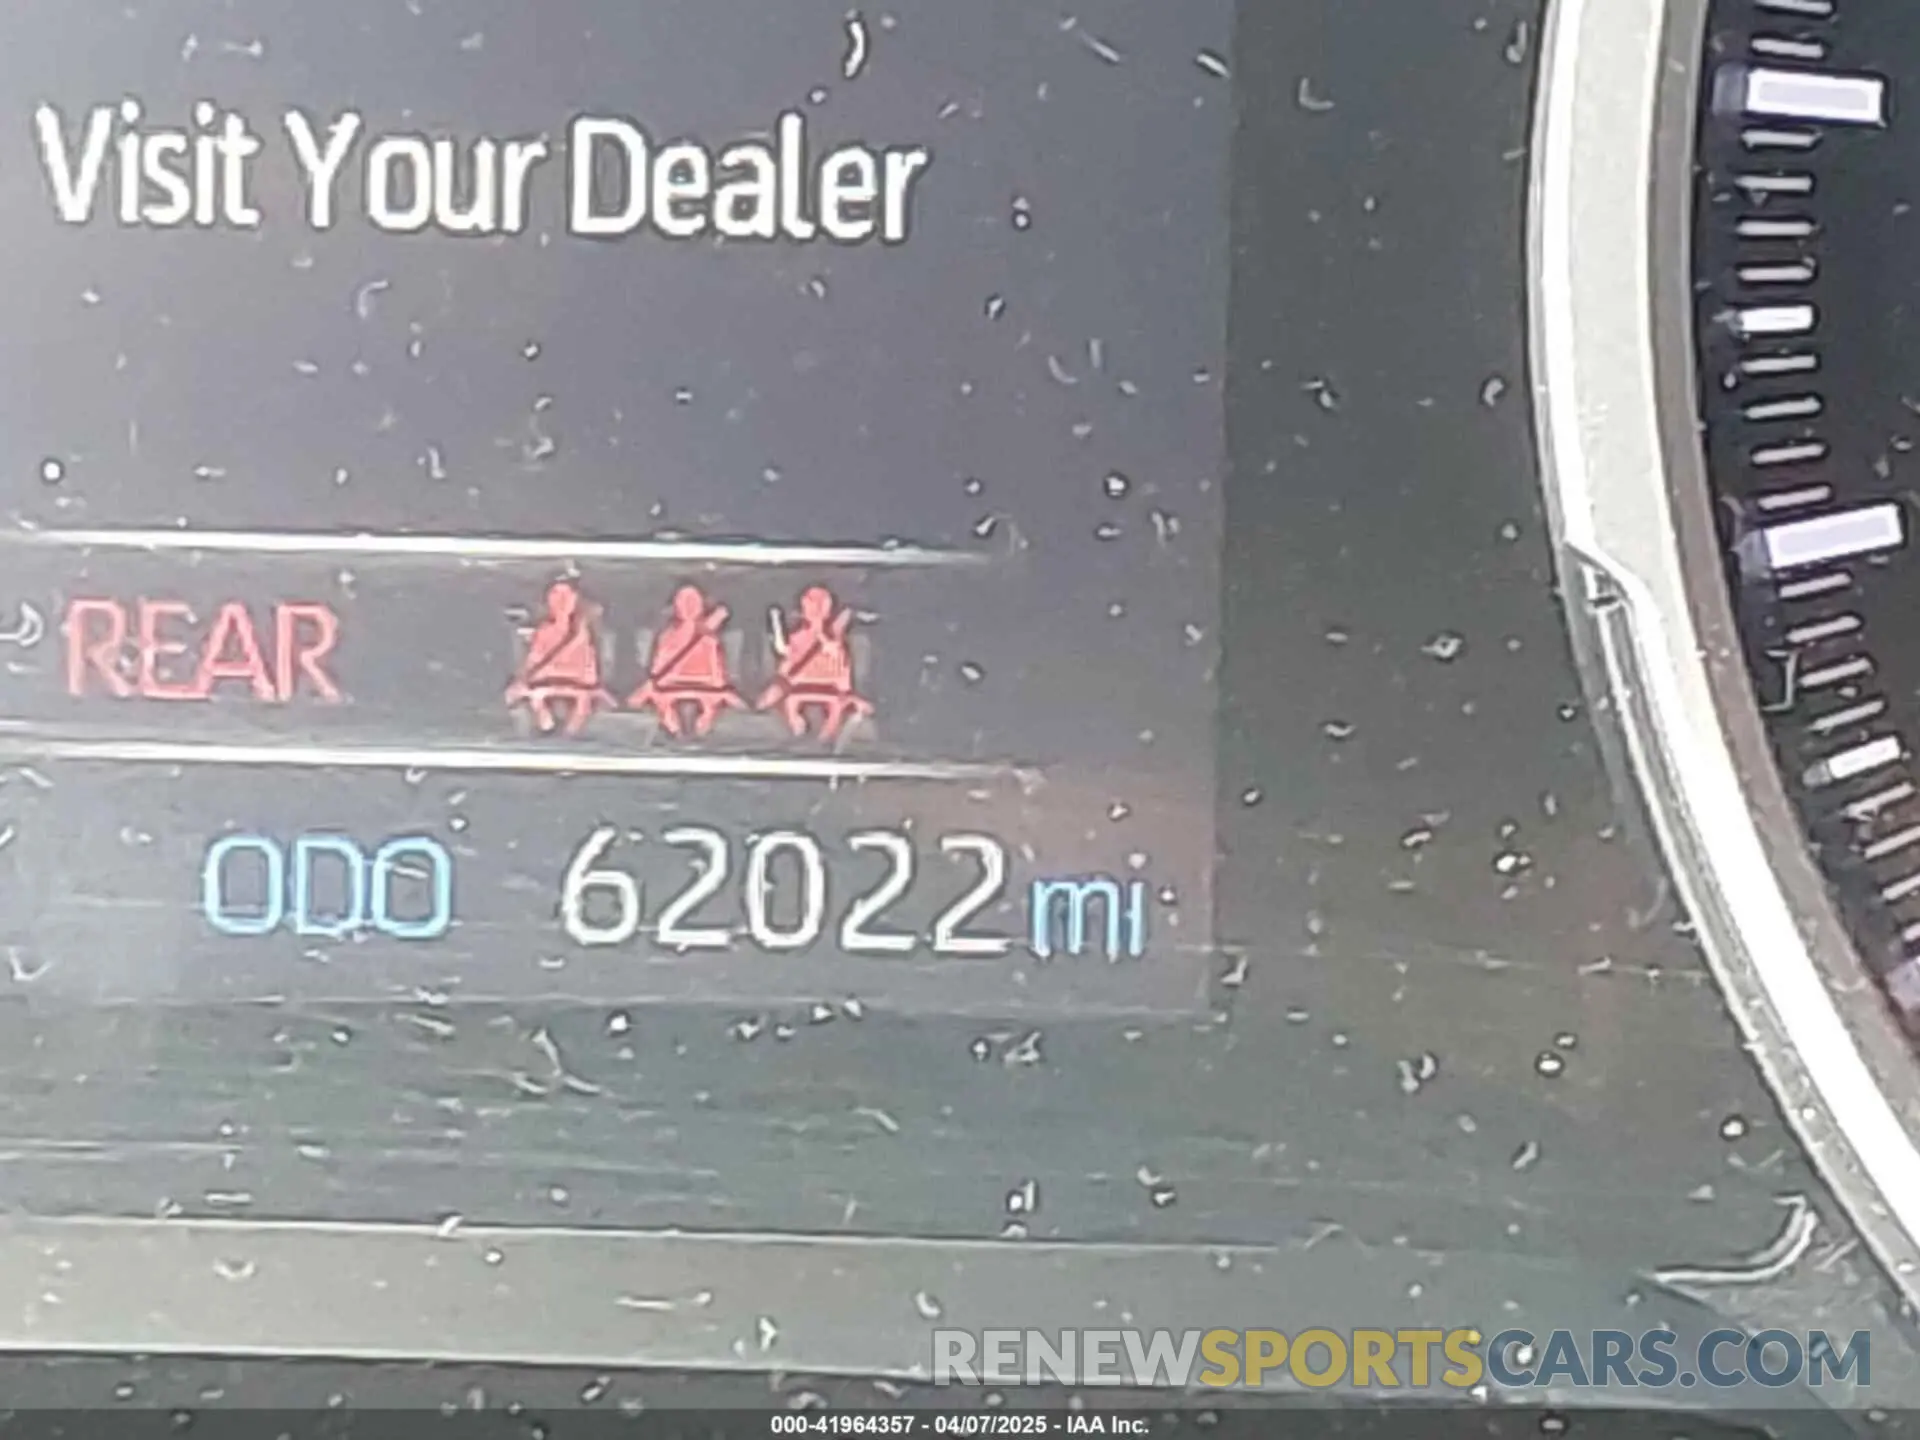 Visit Your Dealer
REAR
ODO 62022 mi
RENEWSPORTSCARS.COM
000-41964357 - 04/07/2025 - IAA Inc.